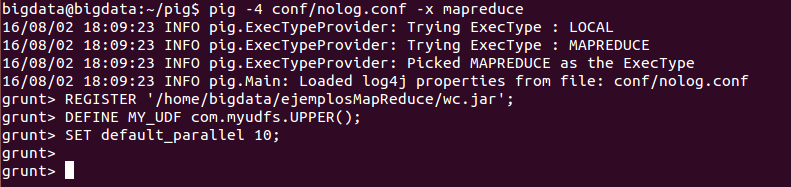 bigdata@bigdata:~/pig$ pig -4 conf/nolog.conf -x mapreduce
16/08/02 18:09:23 INFO pig.ExecTypeProvider: Trying ExecType : LOCAL
16/08/02 18:09:23 INFO pig.ExecTypeProvider: Trying ExecType : MAPREDUCE
16/08/02 18:09:23 INFO pig.ExecTypeProvider: Picked MAPREDUCE as the ExecType
16/08/02 18:09:23 INFO pig.Main: Loaded log4j properties from file: conf/nolog.conf
grunt> REGISTER '/home/bigdata/ejemplosMapReduce/wc.jar';
grunt> DEFINE MY_UDF com.myudfs.UPPER();
grunt> SET default_parallel 10;
grunt>
grunt>